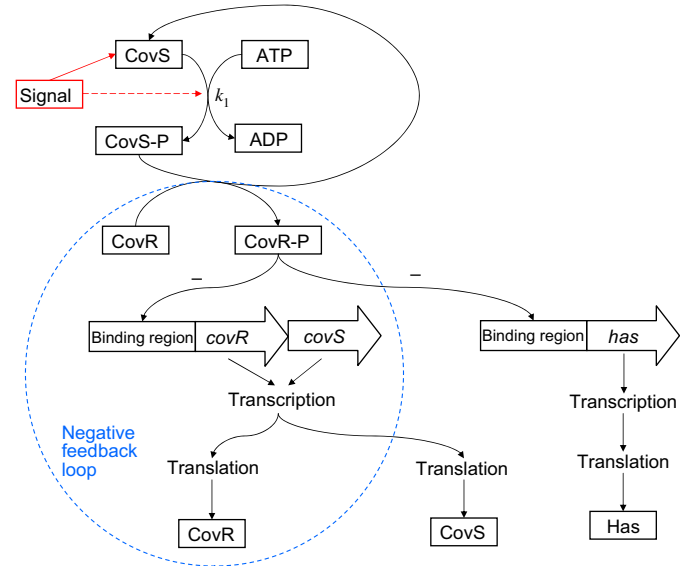 CovS
ATP
Signal
k1
CovS-P
ADP
CovR
CovR-P
–
–
Binding region
covR
covS
Binding region
has
Transcription
Transcription
Negative
feedback
loop
Translation
Translation
Translation
CovR
CovS
Has